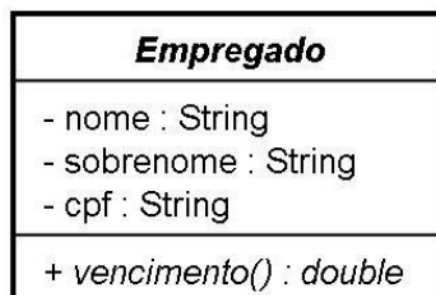 Empregado
- nome : String
- sobrenome : String
- cpf : String
+ vencimento() : double